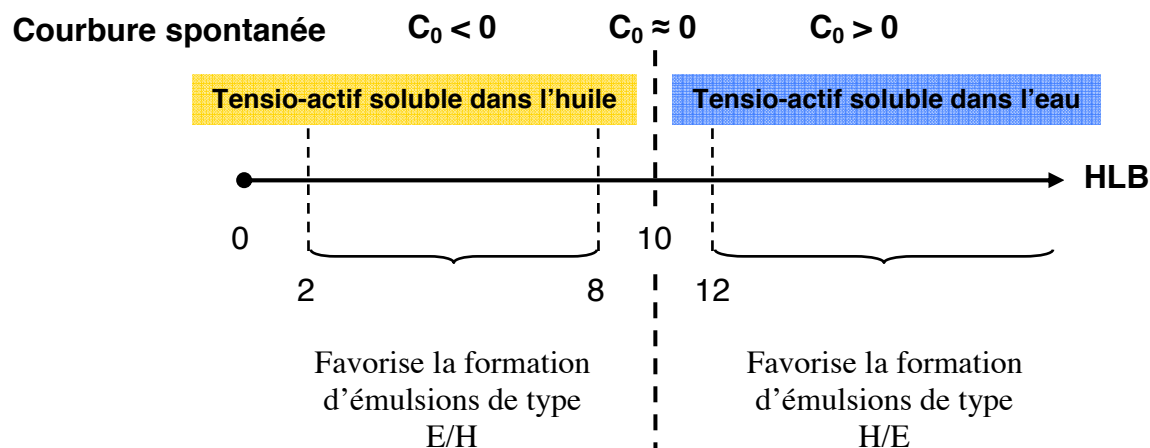 Courbure spontanée C₀ < 0 C₀ ≈ 0 C₀ > 0
Tensio-actif soluble dans l’huile Tensio-actif soluble dans l’eau
HLB
0 10
2 8 12
Favorise la formation
d’émulsions de type
E/H
Favorise la formation
d’émulsions de type
H/E